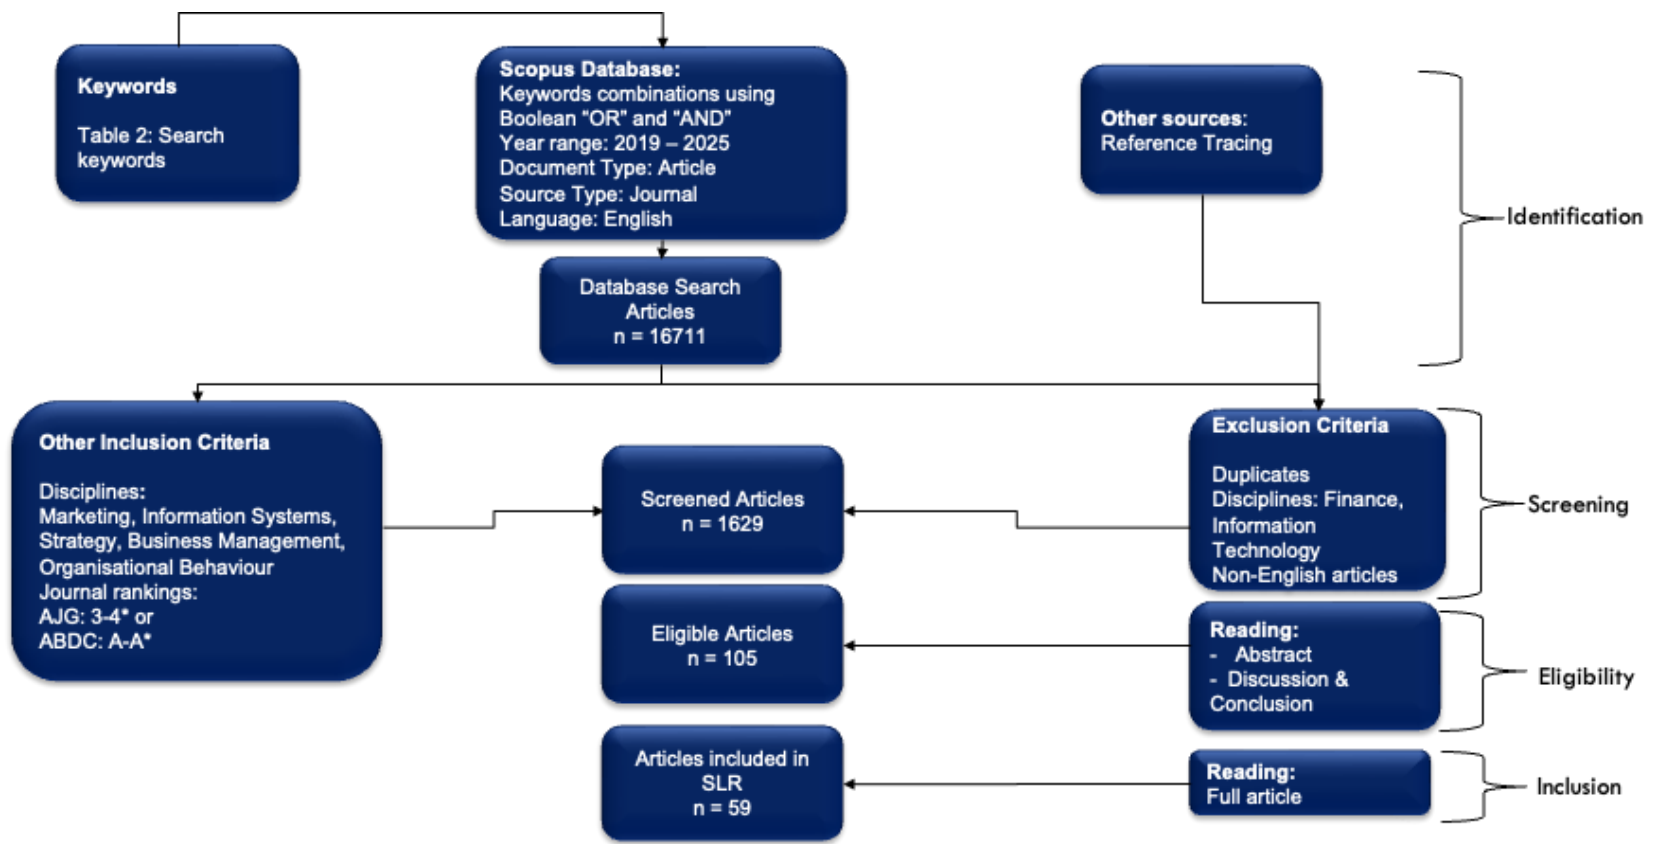 Keywords
Table 2: Search
keywords
Scopus Database:
Keywords combinations using
Boolean “OR” and “AND”
Year range: 2019 – 2025
Document Type: Article
Source Type: Journal
Language: English
Other sources:
Reference Tracing
Identification
Database Search
Articles
n = 16711
Other Inclusion Criteria
Disciplines:
Marketing, Information Systems,
Strategy, Business Management,
Organisational Behaviour
Journal rankings:
AJG: 3-4* or
ABDC: A-A*
Screened Articles
n = 1629
Exclusion Criteria
Duplicates
Disciplines: Finance,
Information
Technology
Non-English articles
Screening
Eligible Articles
n = 105
Reading:
- Abstract
- Discussion &
Conclusion
Eligibility
Articles included in
SLR
n = 59
Reading:
Full article
Inclusion